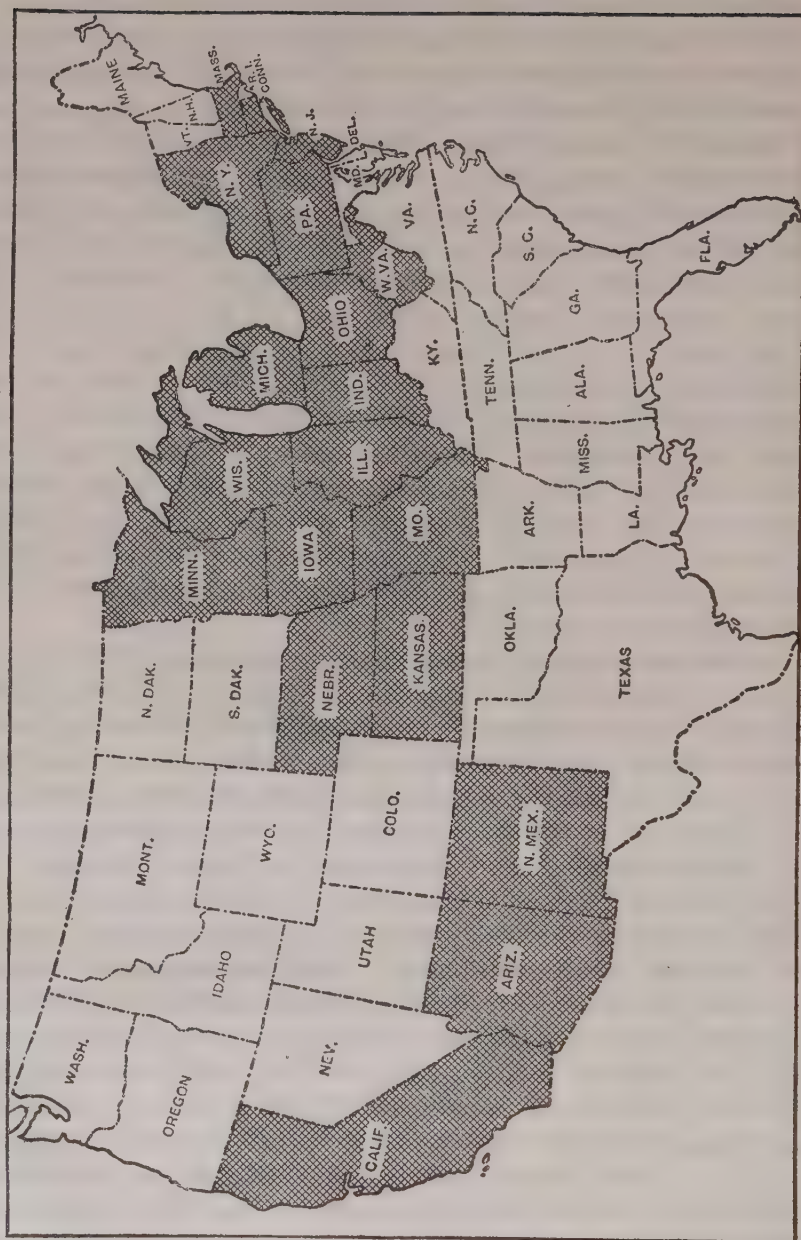 WASH.
OREGON
CALIF.
NEV.
IDAHO
MONT.
WYC.
UTAH
COLO.
ARIZ.
N. MEX.
N. DAK.
S. DAK.
NEBR.
KANSAS.
OKLA.
TEXAS
MINN.
IOWA
MO.
ARK.
LA.
WIS.
ILL.
MICH.
IND.
OHIO
KY.
TENN.
MISS.
ALA.
GA.
FLA.
S. C.
N. C.
VA.
W.VA.
PA.
N. Y.
VT.
N.H.
MAINE
MASS.
R. I.
CONN.
N. J.
DEL.
MD.